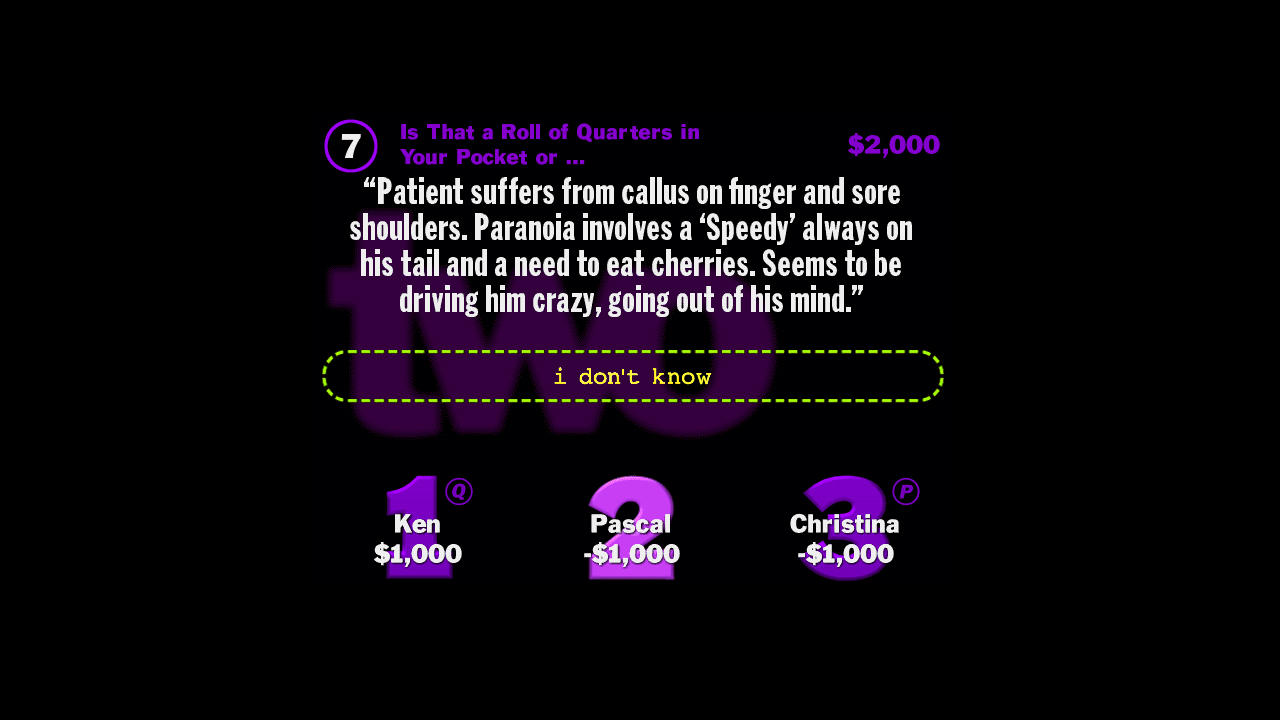 7
Is That a Roll of Quarters in
Your Pocket or ...
$2,000
“Patient suffers from callus on finger and sore
shoulders. Paranoia involves a ‘Speedy’ always on
his tail and a need to eat cherries. Seems to be
driving him crazy, going out of his mind.”
two
i don't know
1 Q
Ken
$1,000
2
Pascal
-$1,000
3 P
Christina
-$1,000